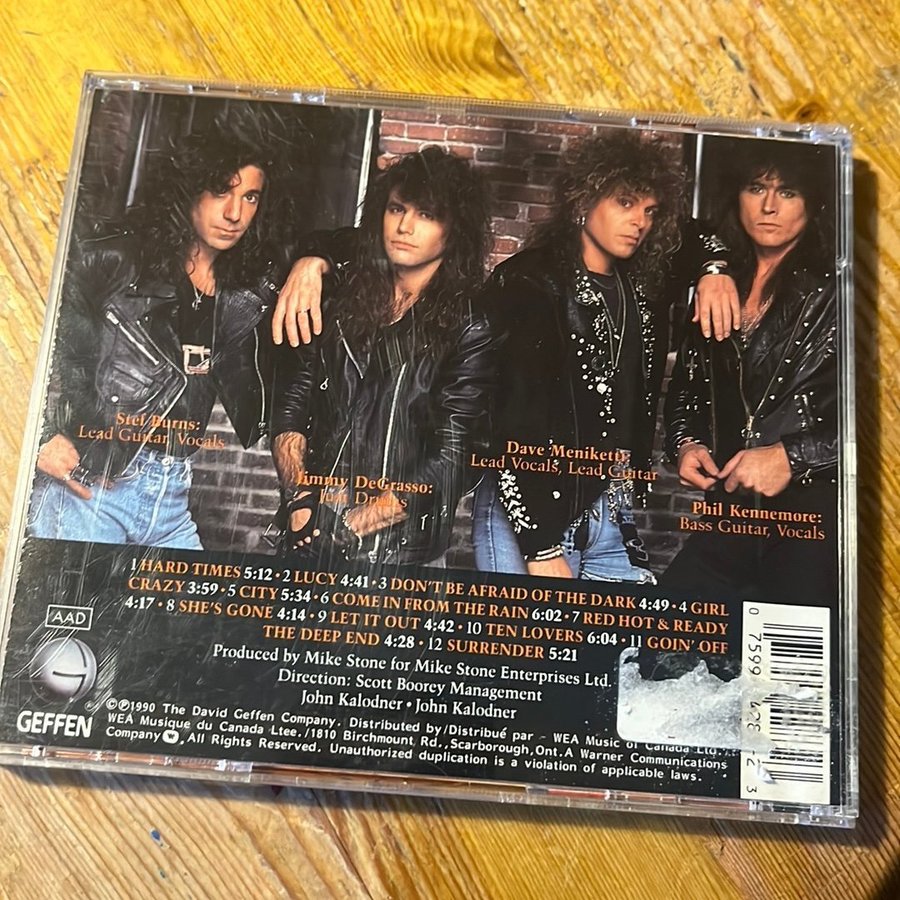 Stef Burns:
Lead Guitar, Vocals
Jimmy DeGrasso:
Just Drums
Dave Meniketti:
Lead Vocals, Lead Guitar
Phil Kennemore:
Bass Guitar, Vocals
1 HARD TIMES 5:12 • 2 LUCY 4:41 • 3 DON'T BE AFRAID OF THE DARK 4:49 • 4 GIRL
CRAZY 3:59 • 5 CITY 5:34 • 6 COME IN FROM THE RAIN 6:02 • 7 RED HOT & READY
4:17 • 8 SHE'S GONE 4:14 • 9 LET IT OUT 4:42 • 10 TEN LOVERS 6:04 • 11 GOIN' OFF
THE DEEP END 4:28 • 12 SURRENDER 5:21
Produced by Mike Stone for Mike Stone Enterprises Ltd.
Direction: Scott Boorey Management
John Kalodner • John Kalodner
AAD
GEFFEN
©℗1990 The David Geffen Company. Distributed by/Distribué par - WEA Music of Canada Ltd./
WEA Musique du Canada Ltee./1810 Birchmount Rd., Scarborough, Ont. A Warner Communications
Company, All Rights Reserved. Unauthorized duplication is a violation of applicable laws.
0 7599
2 3